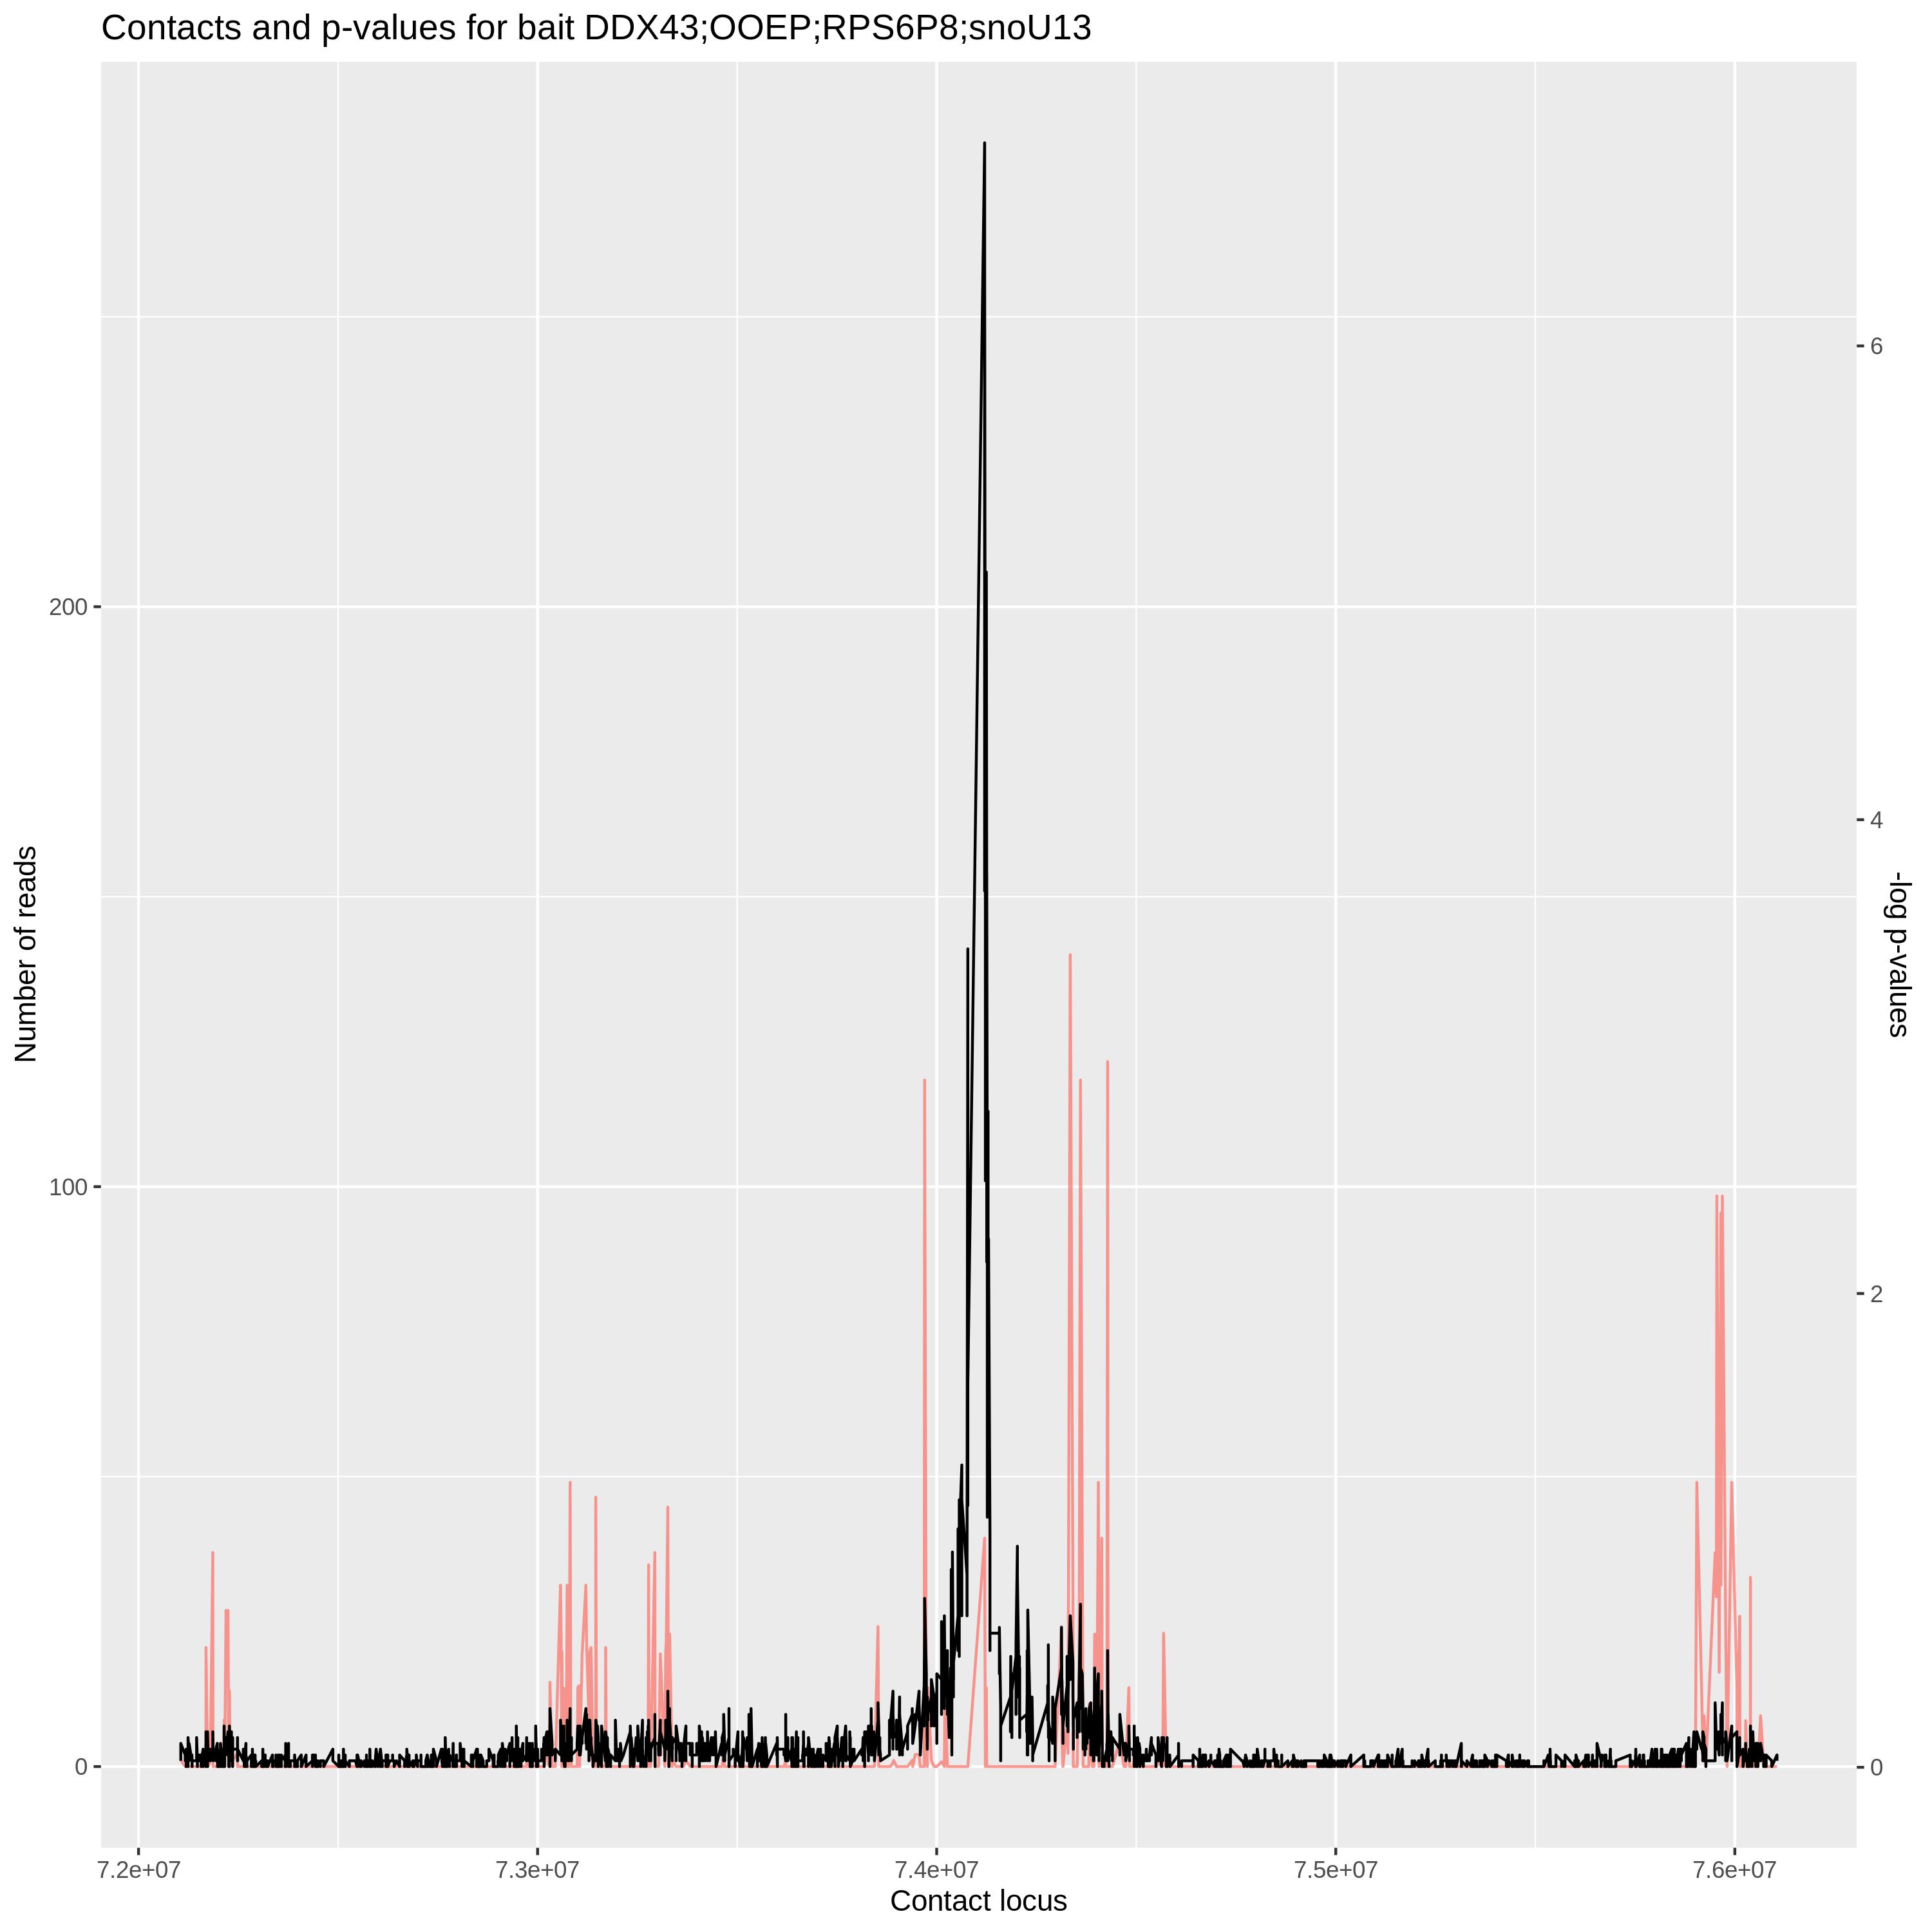 Contacts and p-values for bait DDX43;OOEP;RPS6P8;snoU13
Number of reads
200
100
0
6
4
2
0
-log p-values
7.2e+07 7.3e+07 7.4e+07 7.5e+07 7.6e+07
Contact locus